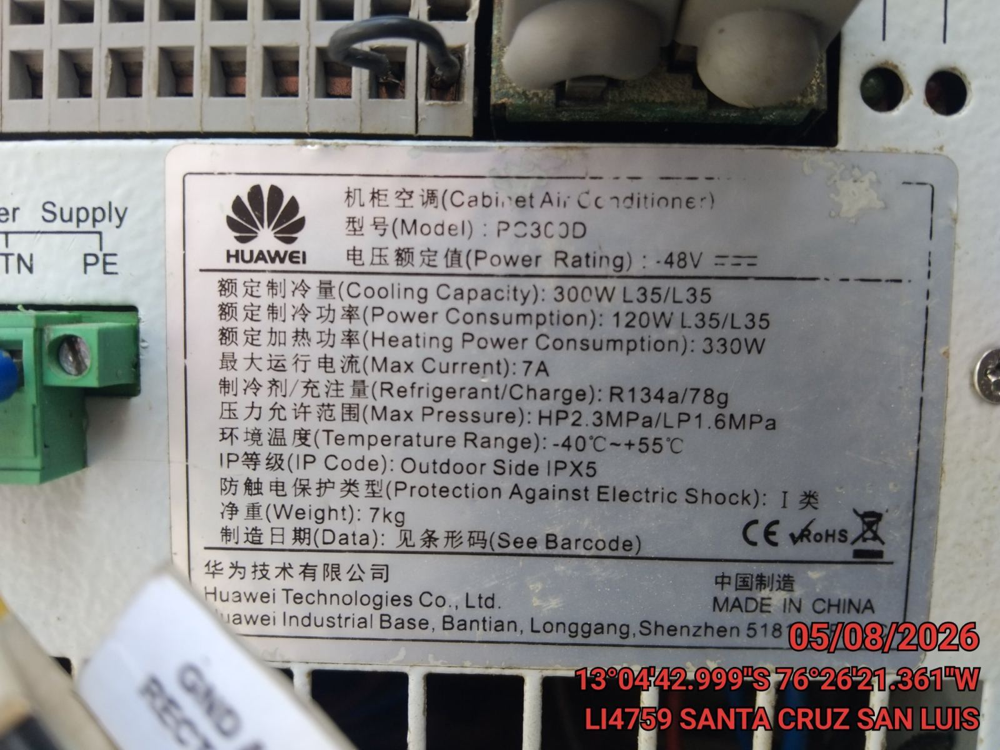 er Supply
TN PE
HUAWEI
机柜空调(Cabinet Air Conditioner)
型号(Model) : PC300D
电压额定值(Power Rating) : -48V
额定制冷量(Cooling Capacity): 300W L35/L35
额定制冷功率(Power Consumption): 120W L35/L35
额定加热功率(Heating Power Consumption): 330W
最大运行电流(Max Current): 7A
制冷剂/充注量(Refrigerant/Charge): R134a/78g
压力允许范围(Max Pressure): HP2.3MPa/LP1.6MPa
环境温度(Temperature Range): -40℃~+55℃
IP等级(IP Code): Outdoor Side IPX5
防触电保护类型(Protection Against Electric Shock): I 类
净重(Weight): 7kg
制造日期(Data): 见条形码(See Barcode)
CE RoHS
华为技术有限公司
Huawei Technologies Co., Ltd.
Huawei Industrial Base, Bantian, Longgang, Shenzhen
中国制造
MADE IN CHINA
GND
RECT
05/08/2026
13°04'42.999"S 76°26'21.361"W
LI4759 SANTA CRUZ SAN LUIS